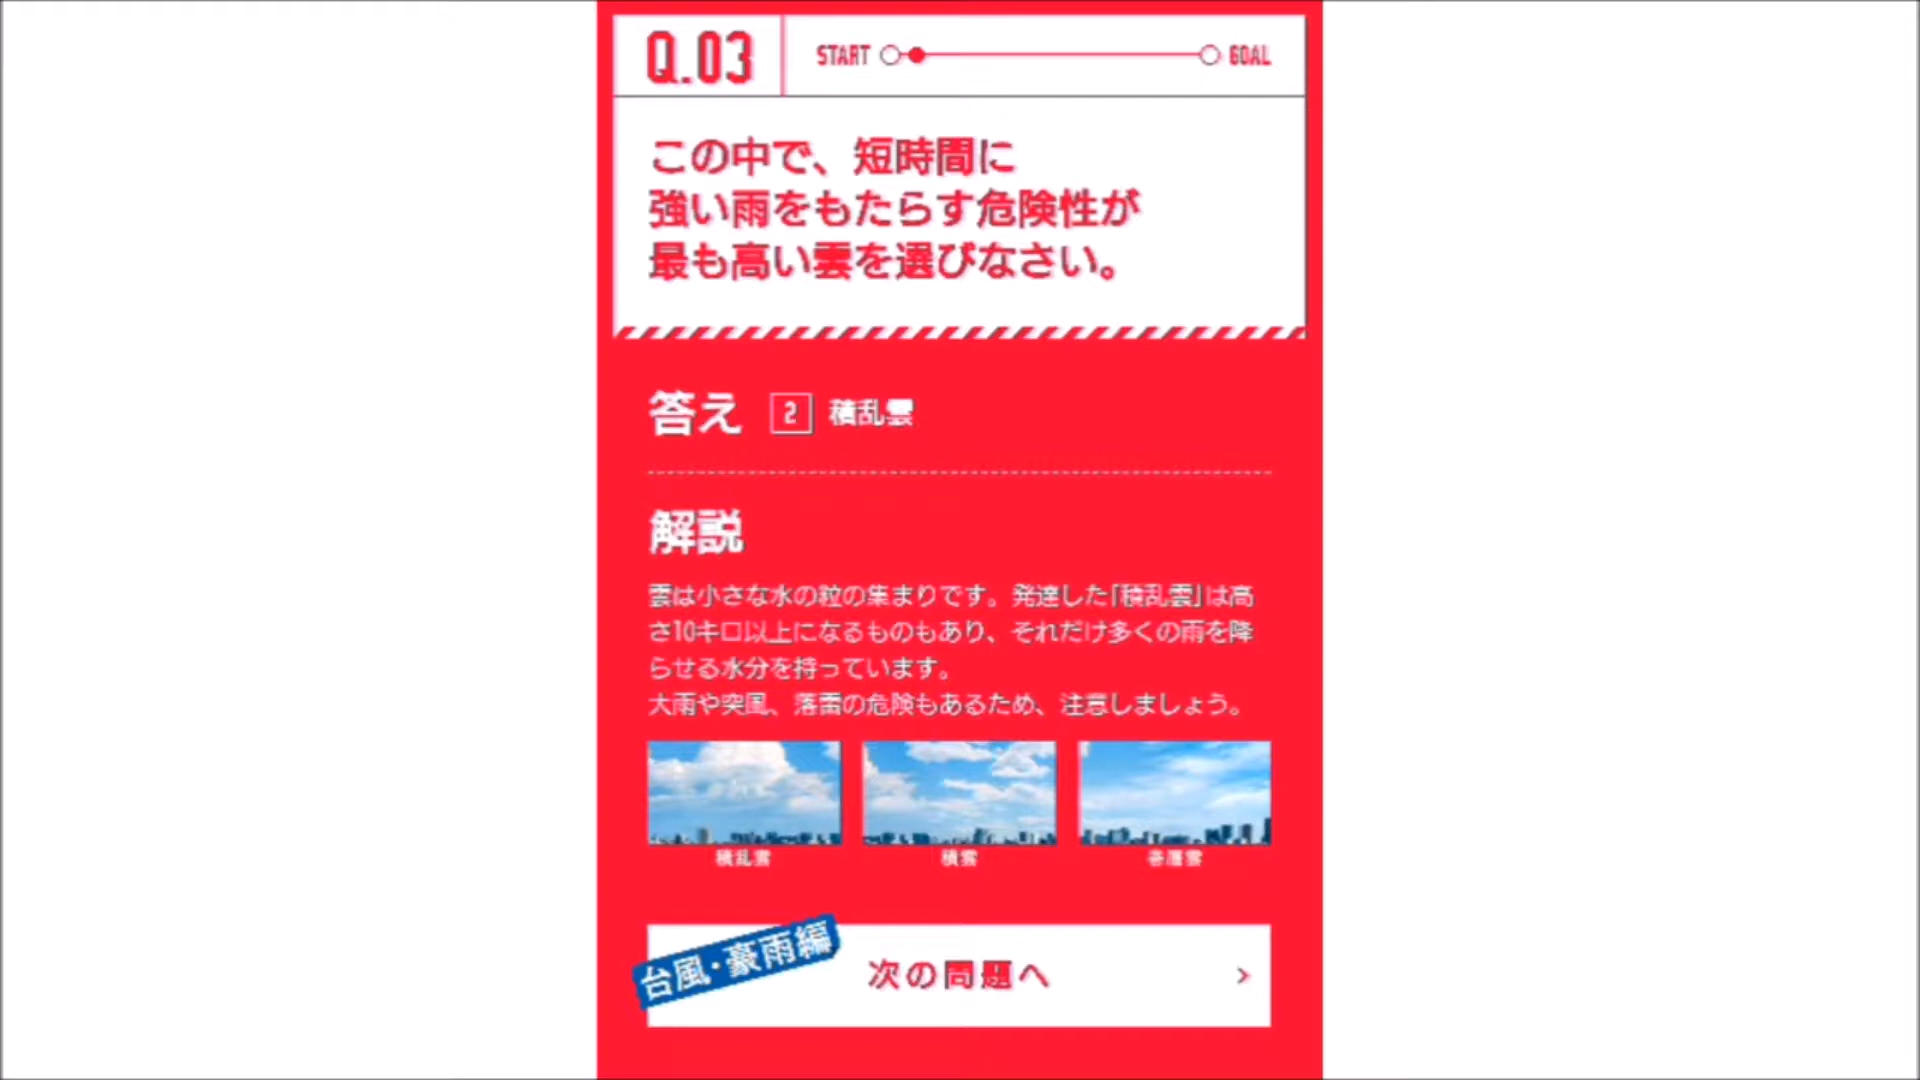 Q.03
START
GOAL
この中で、短時間に
強い雨をもたらす危険性が
最も高い雲を選びなさい。
答え 2 積乱雲
解説
雲は小さな水の粒の集まりです。発達した「積乱雲」は高
さ10キロ以上になるものもあり、それだけ多くの雨を降
らせる水分を持っています。
大雨や突風、落雷の危険もあるため、注意しましょう。
積乱雲
積雲
巻層雲
台風・豪雨編
次の問題へ